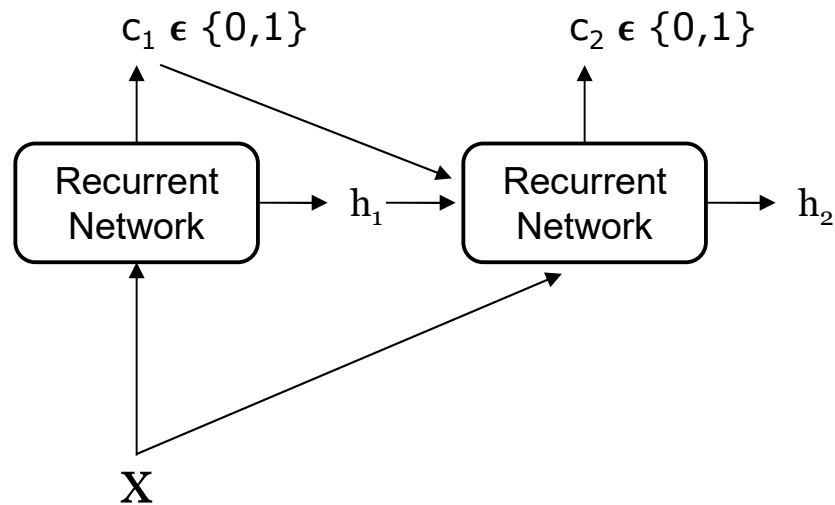 c₁ ϵ {0,1}
c₂ ϵ {0,1}
Recurrent
Network
h₁
Recurrent
Network
h₂
X